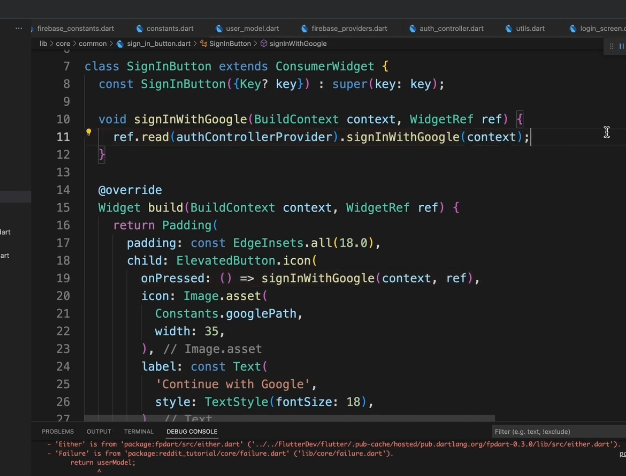 ··· firebase_constants.dart constants.dart user_model.dart firebase_providers.dart auth_controller.dart utils.dart login_screen.d
lib > core > common > sign_in_button.dart > SignInButton > signInWithGoogle
7 class SignInButton extends ConsumerWidget {
8 const SignInButton({Key? key}) : super(key: key);
9
10 void signInWithGoogle(BuildContext context, WidgetRef ref) {
11 ref.read(authControllerProvider).signInWithGoogle(context);
12 }
13
14 @override
15 Widget build(BuildContext context, WidgetRef ref) {
16 return Padding(
17 padding: const EdgeInsets.all(18.0),
18 child: ElevatedButton.icon(
19 onPressed: () => signInWithGoogle(context, ref),
20 icon: Image.asset(
21 Constants.googlePath,
22 width: 35,
23 ), // Image.asset
24 label: const Text(
25 'Continue with Google',
26 style: TextStyle(fontSize: 18),
27 ), // Text
art
art
PROBLEMS OUTPUT TERMINAL DEBUG CONSOLE Filter (e.g. text, !exclude)
- 'Either' is from 'package:fpdart/src/either.dart' ('../../FlutterDev/flutter/.pub-cache/hosted/pub.dartlang.org/fpdart-0.3.0/lib/src/either.dart').
- 'Failure' is from 'package:reddit_tutorial/core/failure.dart' ('lib/core/failure.dart').
return userModel;
^